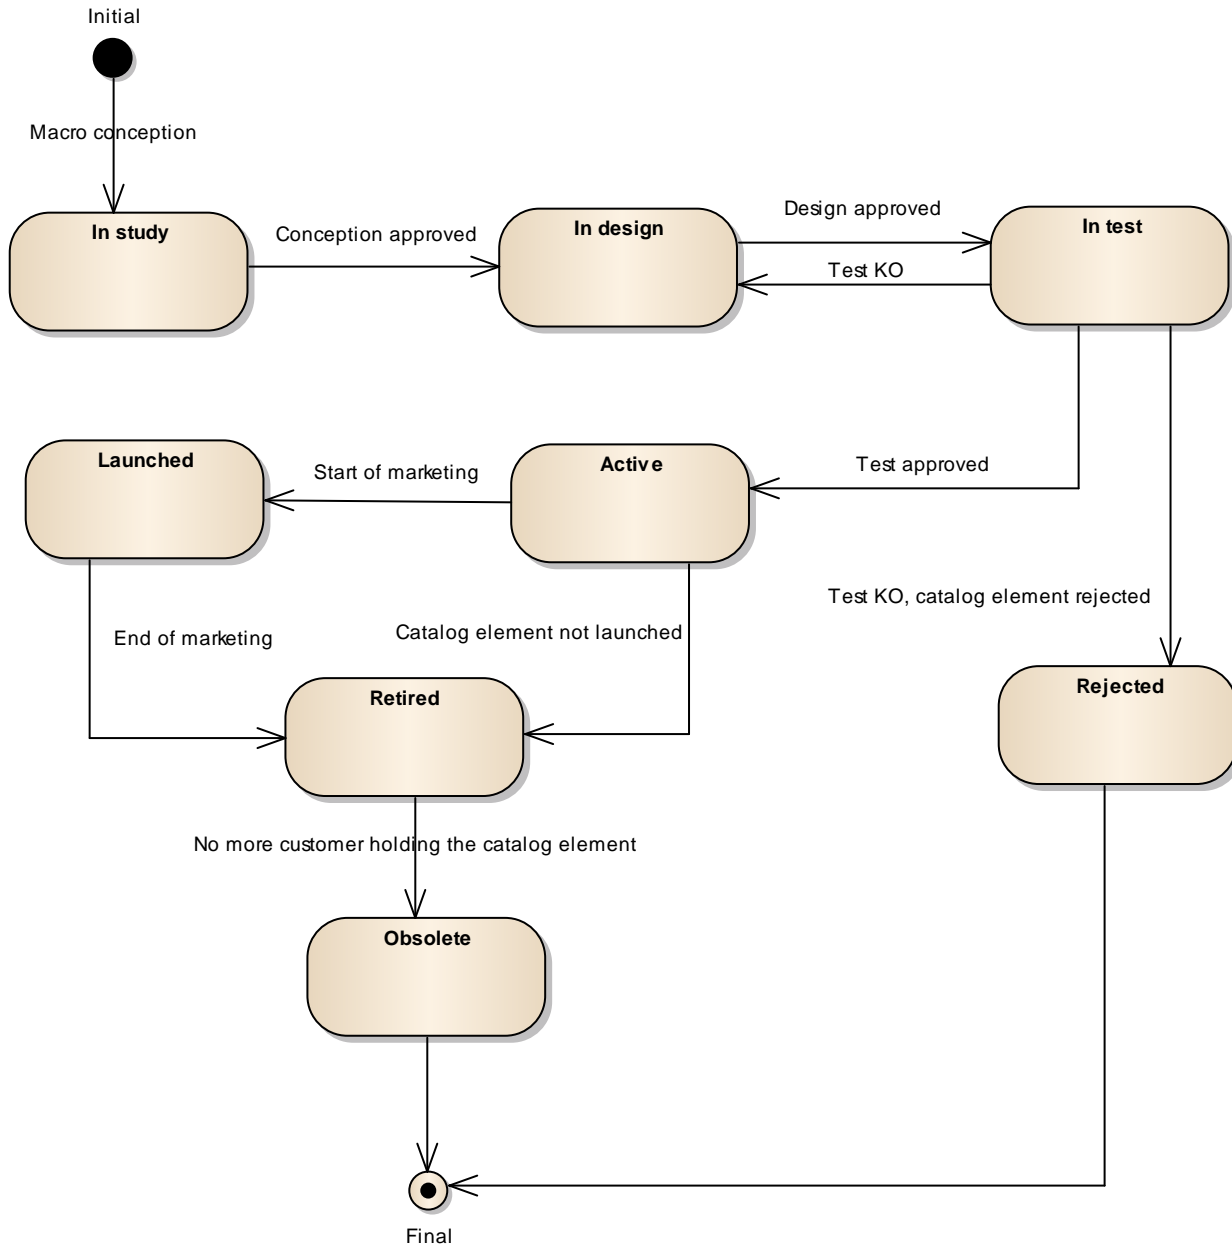 Initial
Macro conception
In study
Conception approved
In design
Design approved
Test KO
In test
Launched
Start of marketing
Active
Test approved
Test KO, catalog element rejected
End of marketing
Catalog element not launched
Retired
Rejected
No more customer holding the catalog element
Obsolete
Final